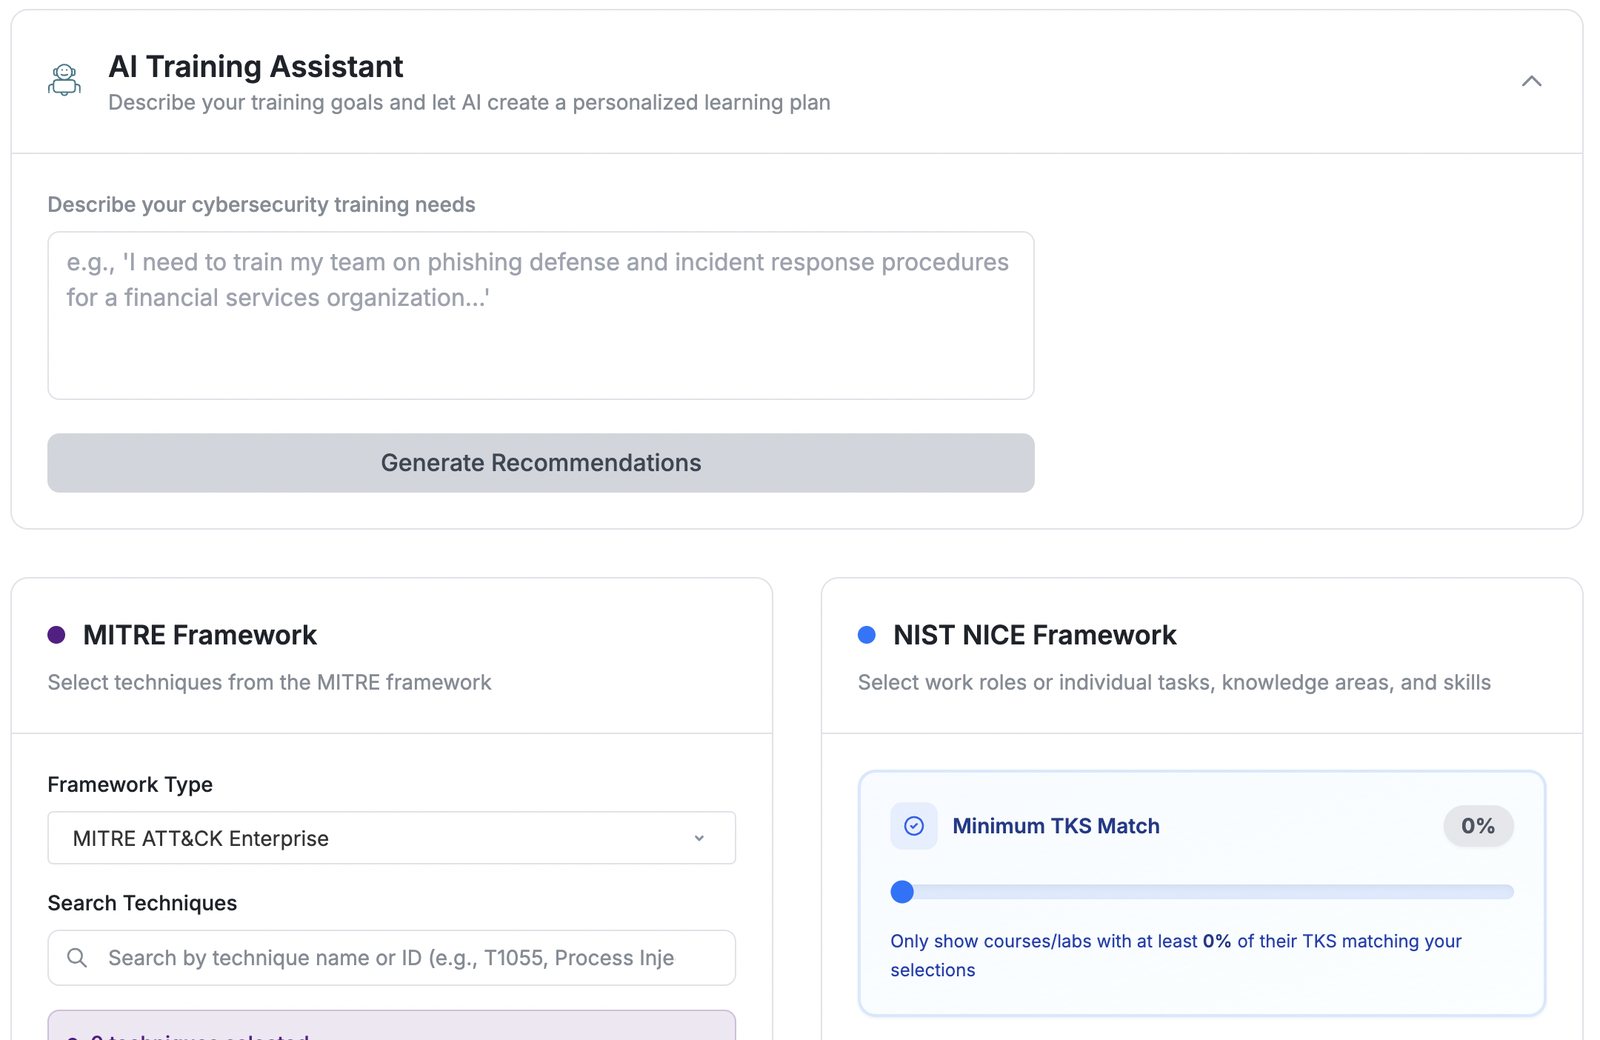 AI Training Assistant
Describe your training goals and let AI create a personalized learning plan
Describe your cybersecurity training needs
e.g., 'I need to train my team on phishing defense and incident response procedures
for a financial services organization...'
Generate Recommendations
MITRE Framework
Select techniques from the MITRE framework
Framework Type
MITRE ATT&CK Enterprise
Search Techniques
Search by technique name or ID (e.g., T1055, Process Inje
0 techniques selected
NIST NICE Framework
Select work roles or individual tasks, knowledge areas, and skills
Minimum TKS Match
0%
Only show courses/labs with at least 0% of their TKS matching your
selections